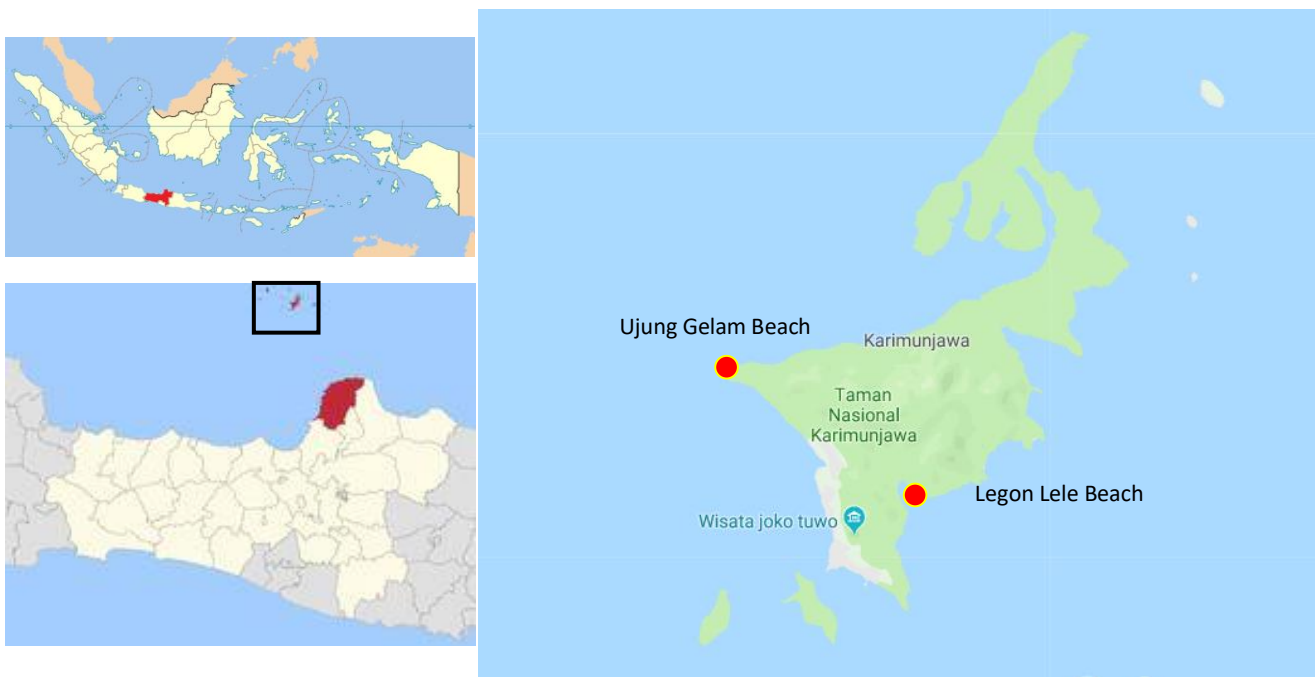 Ujung Gelam Beach
Karimunjawa
Taman
Nasional
Karimunjawa
Legon Lele Beach
Wisata joko tuwo